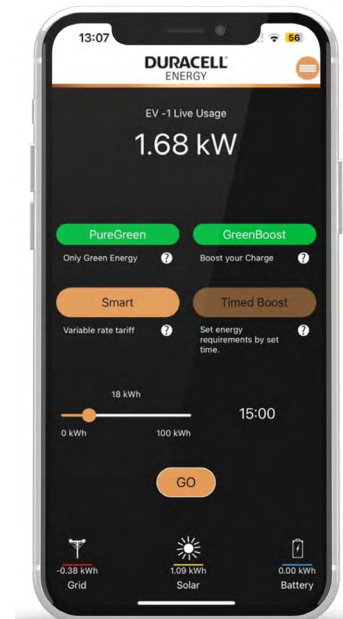 13:07
56
DURACELL
ENERGY
EV -1 Live Usage
1.68 kW
PureGreen
GreenBoost
Only Green Energy ?
Boost your Charge ?
Smart
Timed Boost
Variable rate tariff ?
Set energy ?
requirements by set
time.
18 kWh
15:00
0 kWh
100 kWh
GO
-0.38 kWh
1.09 kWh
0.00 kWh
Grid
Solar
Battery